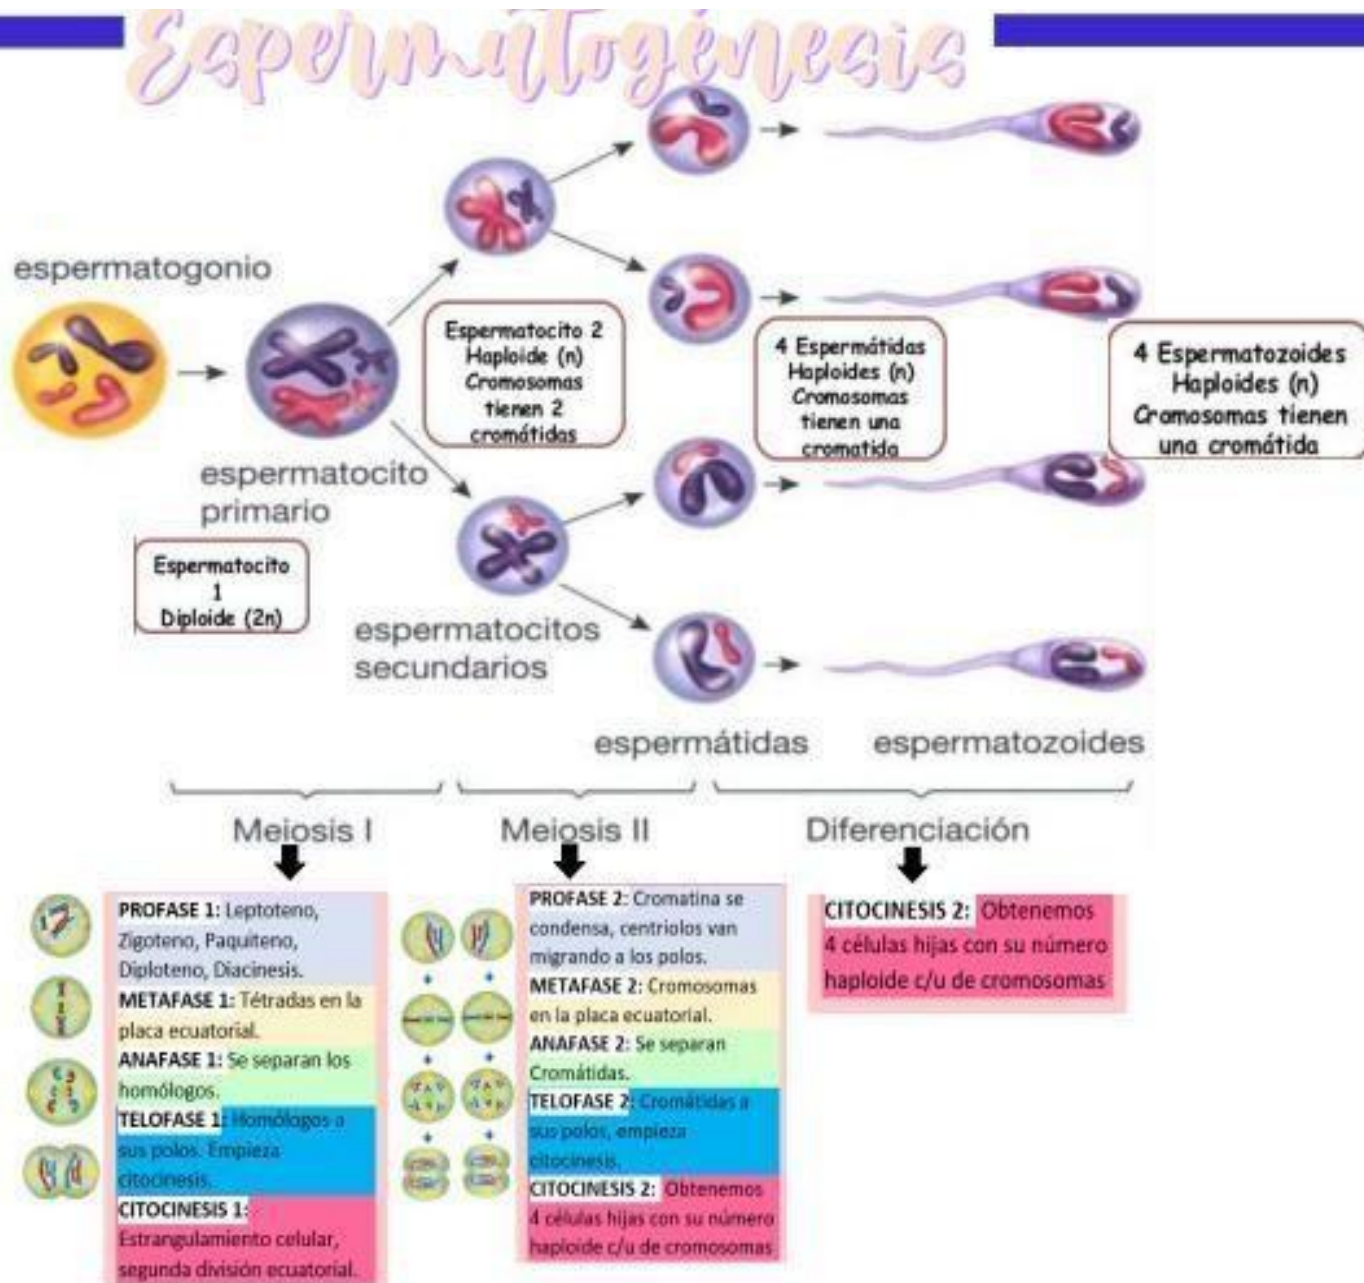 Espermatogénesis
espermatogonio
espermatocito
primario
Espermatocito
1
Diploide (2n)
Espermatocito 2
Haploide (n)
Cromosomas
tienen 2
cromátidas
espermatocitos
secundarios
4 Espermátidas
Haploides (n)
Cromosomas
tienen una
cromatida
4 Espermatozoides
Haploides (n)
Cromosomas tienen
una cromátida
espermátidas
espermatozoides
Meiosis I
Meiosis II
Diferenciación
PROFASE 1: Leptoteno,
Zigoteno, Paquiteno,
Diploteno, Diacinesis.
METAFASE 1: Tétradas en la
placa ecuatorial.
ANAFASE 1: Se separan los
homólogos.
TELOFASE 1: Homólogos a
sus polos. Empieza
citocinesis.
CITOCINESIS 1:
Estrangulamiento celular,
segunda división ecuatorial.
PROFASE 2: Cromatina se
condensa, centriolos van
migrando a los polos.
METAFASE 2: Cromosomas
en la placa ecuatorial.
ANAFASE 2: Se separan
Cromátidas.
TELOFASE 2: Cromátidas a
sus polos, empieza
citocinesis.
CITOCINESIS 2: Obtenemos
4 células hijas con su número
haploide c/u de cromosomas
CITOCINESIS 2: Obtenemos
4 células hijas con su número
haploide c/u de cromosomas